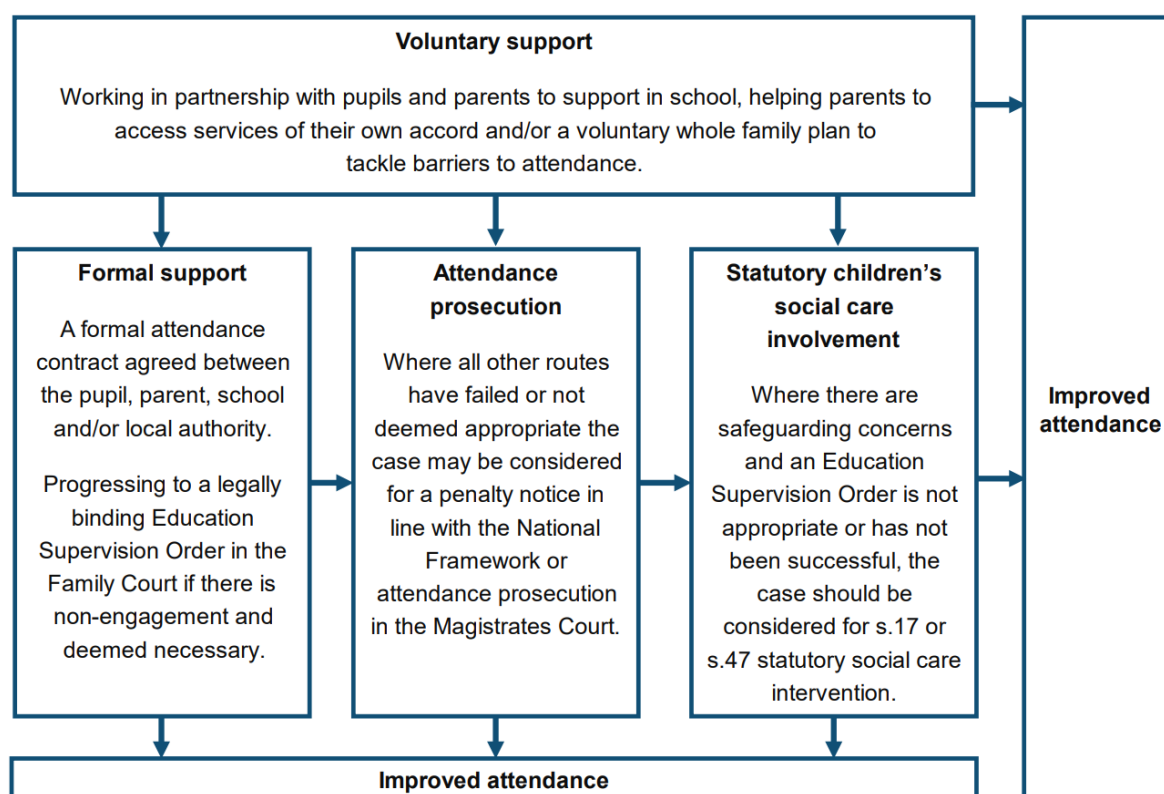 Voluntary support
Working in partnership with pupils and parents to support in school, helping parents to
access services of their own accord and/or a voluntary whole family plan to
tackle barriers to attendance.
Formal support
A formal attendance
contract agreed between
the pupil, parent, school
and/or local authority.
Progressing to a legally
binding Education
Supervision Order in the
Family Court if there is
non-engagement and
deemed necessary.
Attendance
prosecution
Where all other routes
have failed or not
deemed appropriate the
case may be considered
for a penalty notice in
line with the National
Framework or
attendance prosecution
in the Magistrates Court.
Statutory children’s
social care
involvement
Where there are
safeguarding concerns
and an Education
Supervision Order is not
appropriate or has not
been successful, the
case should be
considered for s.17 or
s.47 statutory social care
intervention.
Improved
attendance
Improved attendance